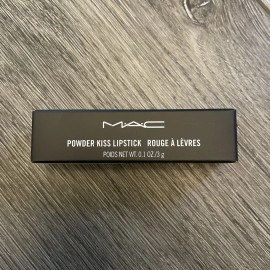 MAC
POWDER KISS LIPSTICK ROUGE À LÈVRES
POIDS NET WT. 0.1 OZ/3 g